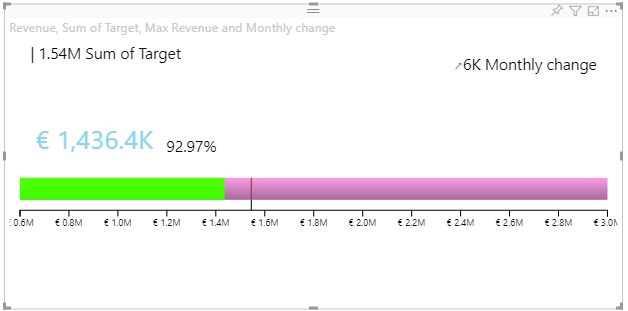 Revenue, Sum of Target, Max Revenue and Monthly change
| 1.54M Sum of Target
↗6K Monthly change
€ 1,436.4K 92.97%
0.6M € 0.8M € 1.0M € 1.2M € 1.4M € 1.6M € 1.8M € 2.0M € 2.2M € 2.4M € 2.6M € 2.8M € 3.0M